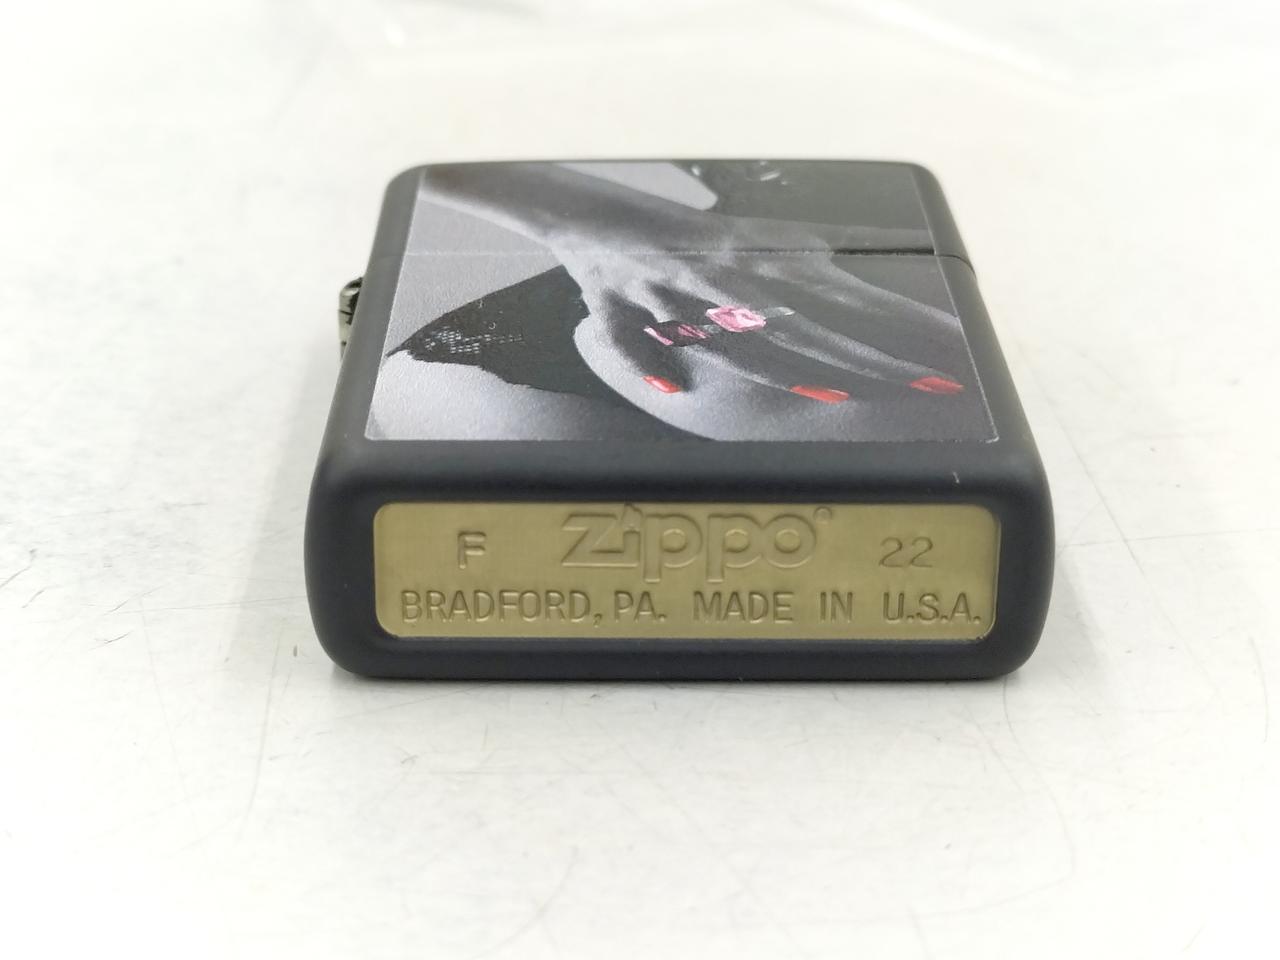 F zippo® 22
BRADFORD, PA. MADE IN U.S.A.